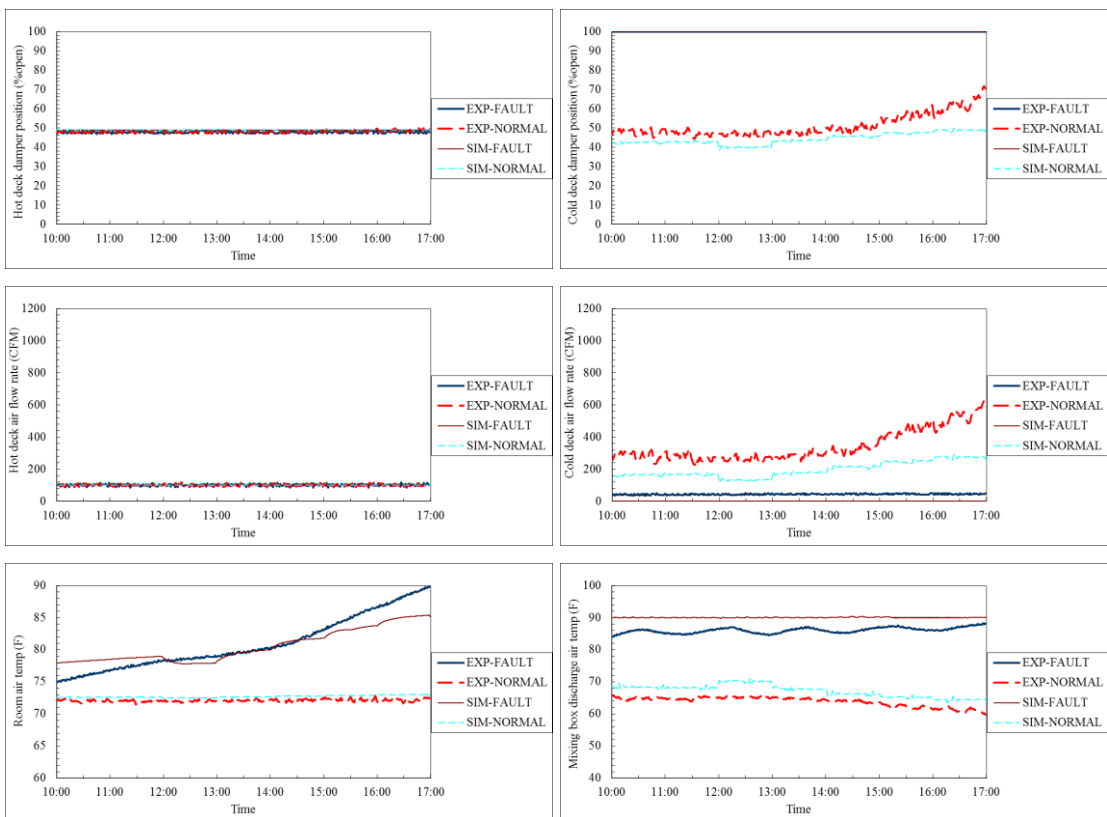 Hot deck damper position (%open)
100
90
80
70
60
50
40
30
20
10
0
10:00 11:00 12:00 13:00 14:00 15:00 16:00 17:00
Time
EXP-FAULT
EXP-NORMAL
SIM-FAULT
SIM-NORMAL
Cold deck damper position (%open)
100
90
80
70
60
50
40
30
20
10
0
10:00 11:00 12:00 13:00 14:00 15:00 16:00 17:00
Time
EXP-FAULT
EXP-NORMAL
SIM-FAULT
SIM-NORMAL
Hot deck air flow rate (CFM)
1200
1000
800
600
400
200
0
10:00 11:00 12:00 13:00 14:00 15:00 16:00 17:00
Time
EXP-FAULT
EXP-NORMAL
SIM-FAULT
SIM-NORMAL
Cold deck air flow rate (CFM)
1200
1000
800
600
400
200
0
10:00 11:00 12:00 13:00 14:00 15:00 16:00 17:00
Time
EXP-FAULT
EXP-NORMAL
SIM-FAULT
SIM-NORMAL
Room air temp (F)
90
85
80
75
70
65
60
10:00 11:00 12:00 13:00 14:00 15:00 16:00 17:00
Time
EXP-FAULT
EXP-NORMAL
SIM-FAULT
SIM-NORMAL
Mixing box discharge air temp (F)
100
90
80
70
60
50
40
10:00 11:00 12:00 13:00 14:00 15:00 16:00 17:00
Time
EXP-FAULT
EXP-NORMAL
SIM-FAULT
SIM-NORMAL